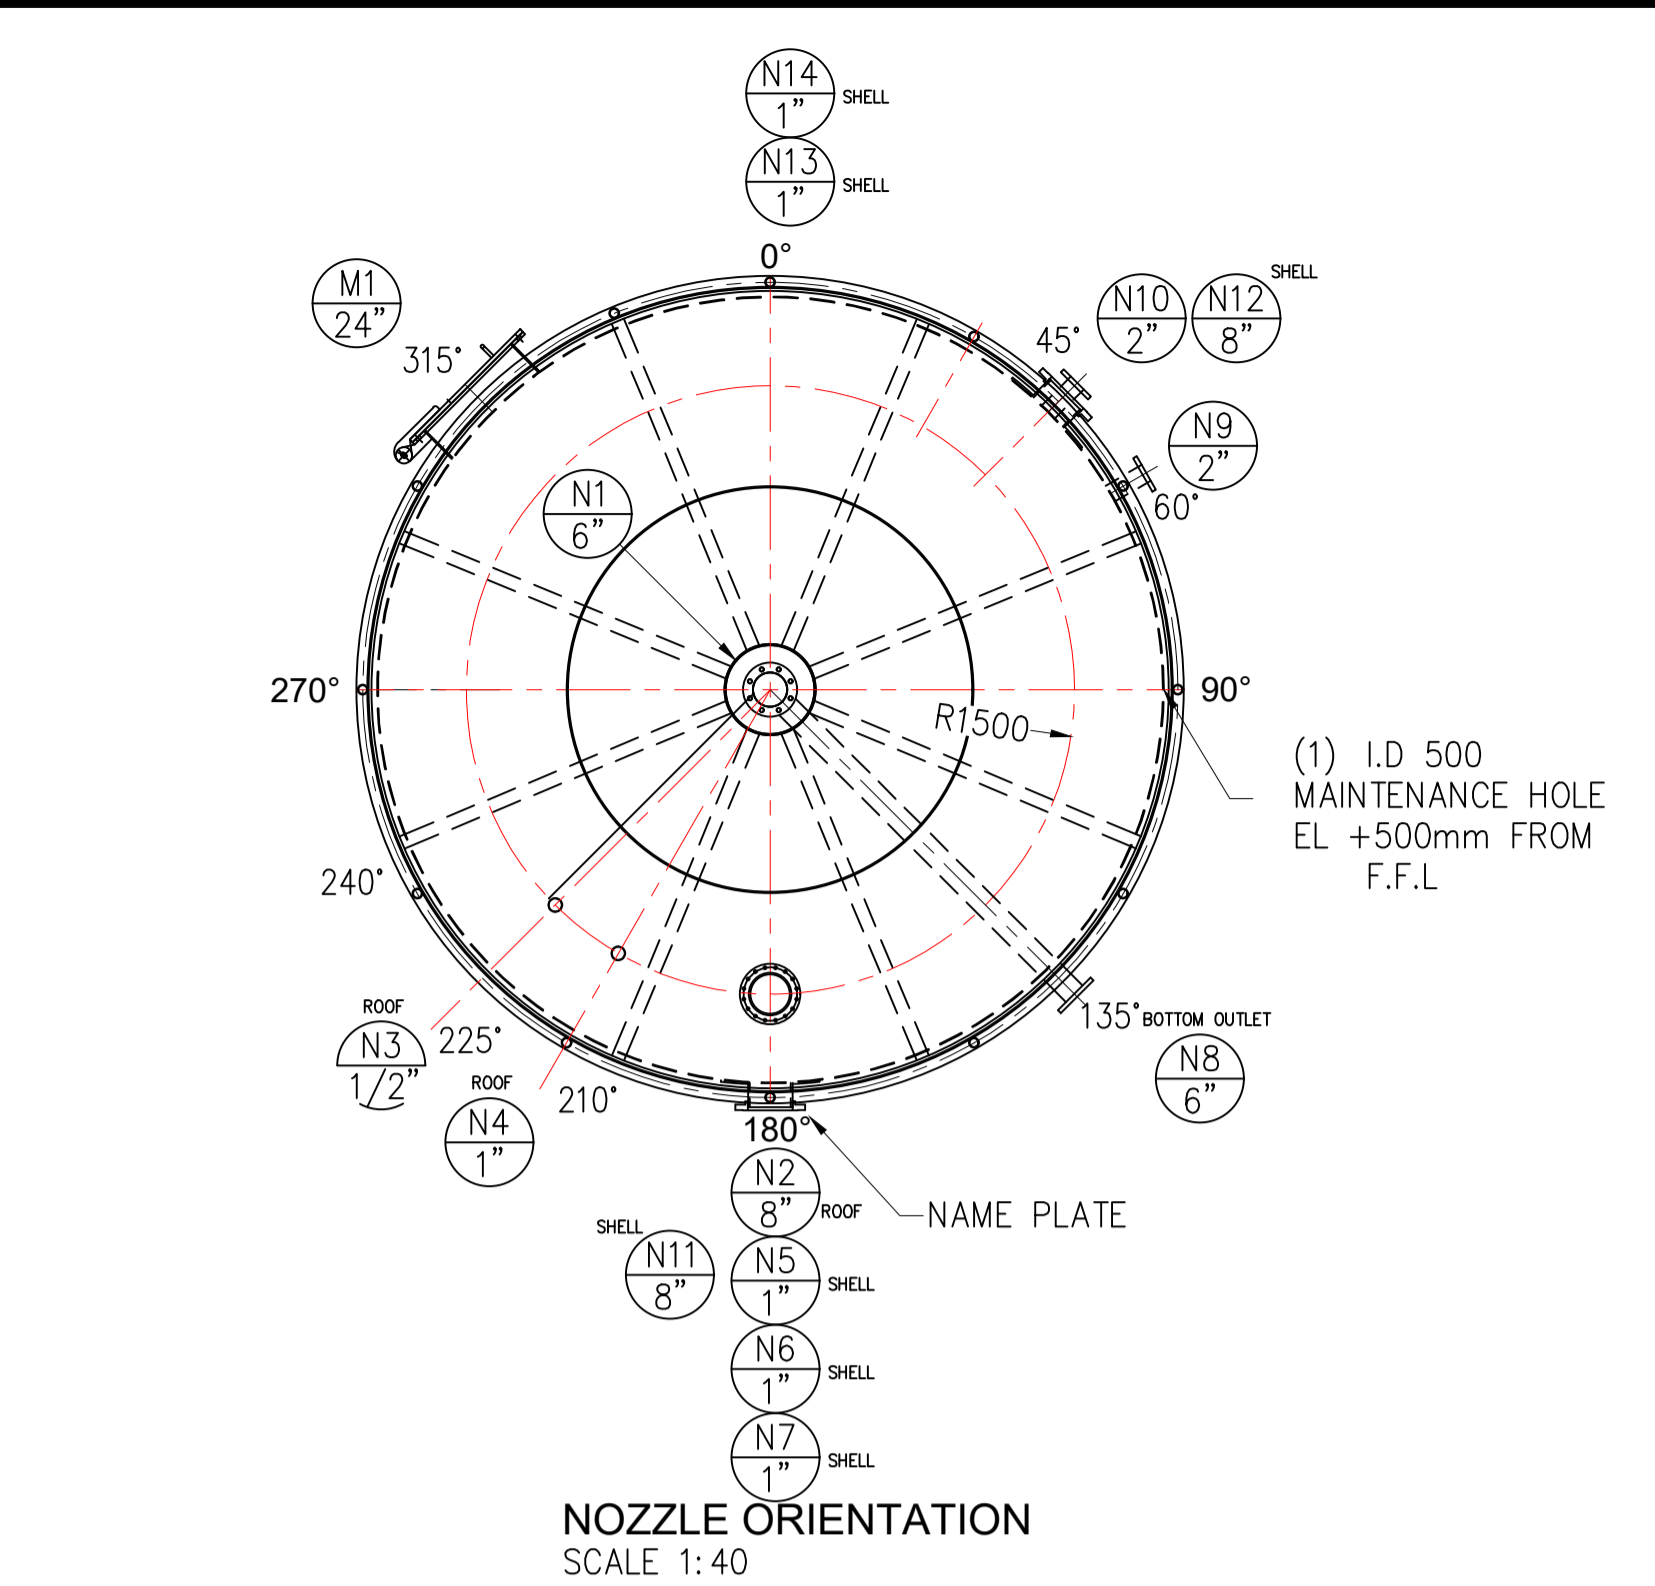 N14
1”
SHELL
N13
1”
SHELL
0°
M1
24”
315°
SHELL
N10
2”
N12
8”
45°
N9
2”
60°
N1
6”
270°
90°
R1500
(1) I.D 500
MAINTENANCE HOLE
EL +500mm FROM
F.F.L
240°
ROOF
N3
1/2”
225°
ROOF
N4
1”
210°
135°
BOTTOM OUTLET
N8
6”
180°
N2
8”
ROOF
NAME PLATE
SHELL
N11
8”
N5
1”
SHELL
N6
1”
SHELL
N7
1”
SHELL
NOZZLE ORIENTATION
SCALE 1:40